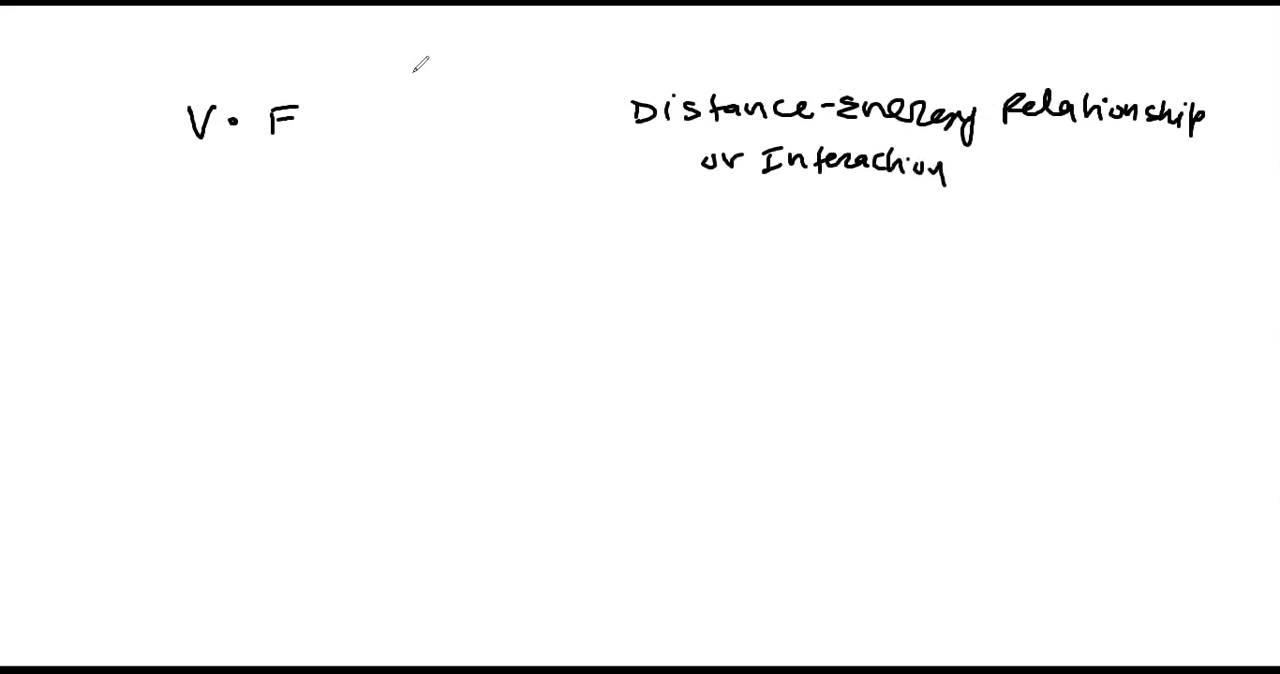 V • F
Distance-Energy Relationship
or Interaction